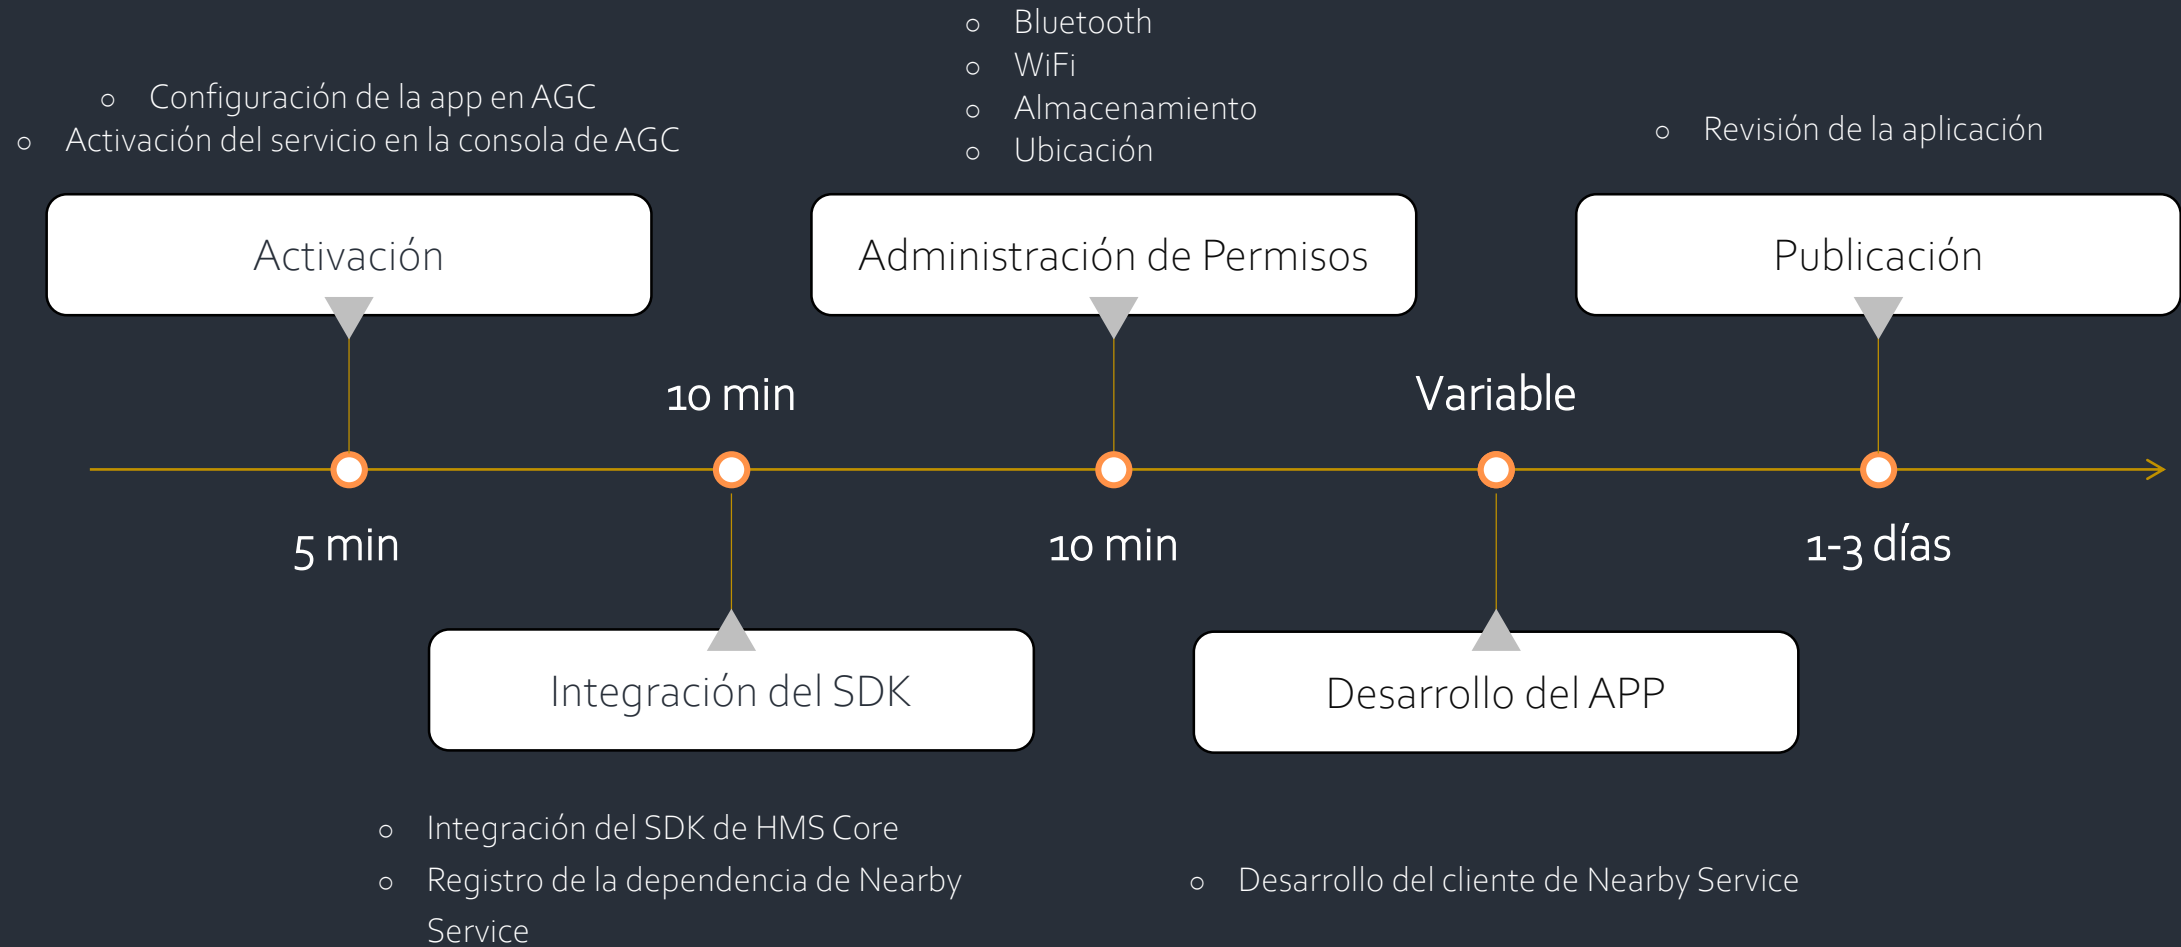 ○ Configuración de la app en AGC
○ Activación del servicio en la consola de AGC
Activación
5 min
10 min
Integración del SDK
○ Integración del SDK de HMS Core
○ Registro de la dependencia de Nearby
Service
○ Bluetooth
○ WiFi
○ Almacenamiento
○ Ubicación
Administración de Permisos
10 min
Variable
Desarrollo del APP
○ Desarrollo del cliente de Nearby Service
○ Revisión de la aplicación
Publicación
1-3 días